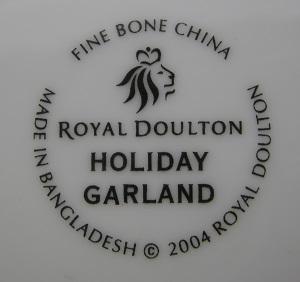 FINE BONE CHINA
ROYAL DOULTON
HOLIDAY
GARLAND
MADE IN BANGLADESH © 2004 ROYAL DOULTON